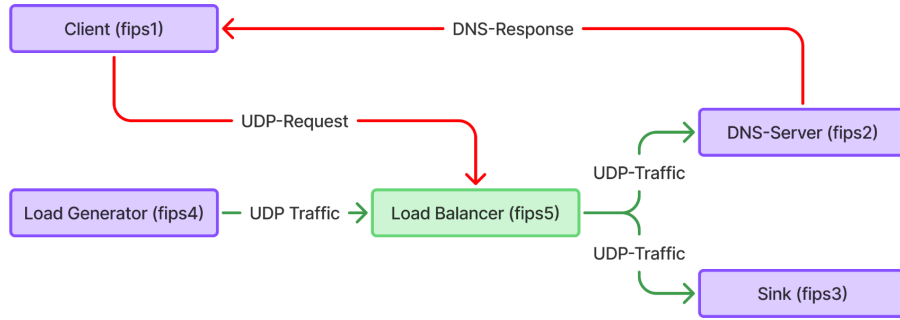 Client (fips1)
DNS-Response
UDP-Request
DNS-Server (fips2)
UDP-Traffic
Load Generator (fips4)
UDP Traffic
Load Balancer (fips5)
UDP-Traffic
Sink (fips3)